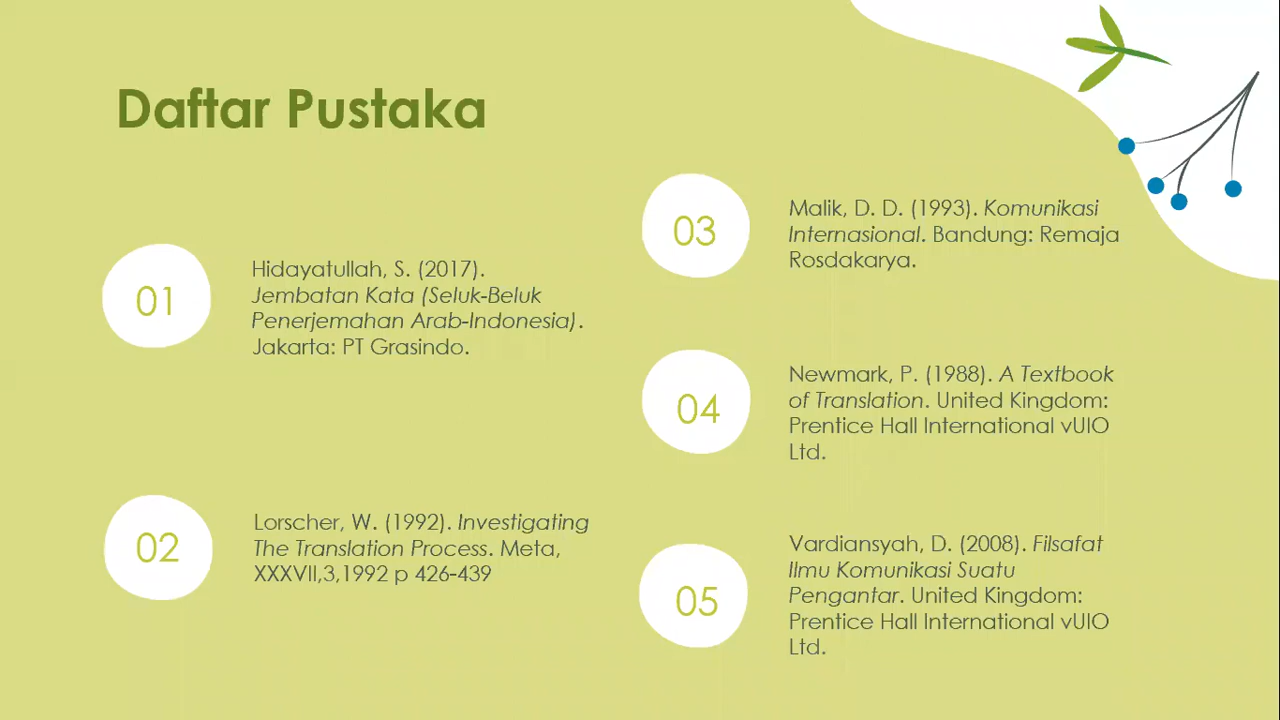 Daftar Pustaka
01
Hidayatullah, S. (2017).
Jembatan Kata (Seluk-Beluk
Penerjemahan Arab-Indonesia).
Jakarta: PT Grasindo.
02
Lorscher, W. (1992). Investigating
The Translation Process. Meta,
XXXVII,3,1992 p 426-439
03
Malik, D. D. (1993). Komunikasi
Internasional. Bandung: Remaja
Rosdakarya.
04
Newmark, P. (1988). A Textbook
of Translation. United Kingdom:
Prentice Hall International vUIO
Ltd.
05
Vardiansyah, D. (2008). Filsafat
Ilmu Komunikasi Suatu
Pengantar. United Kingdom:
Prentice Hall International vUIO
Ltd.